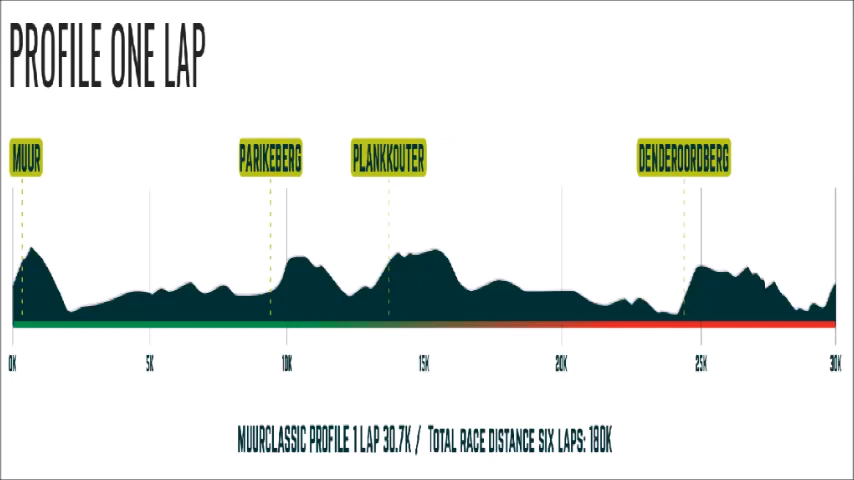 PROFILE ONE LAP
MUUR PARIKEBERG PLANKKOUTER DENDEROORDBERG
0K 5K 10K 15K 20K 25K 30K
MUURCLASSIC PROFILE 1 LAP 30.7K / TOTAL RACE DISTANCE SIX LAPS: 180K